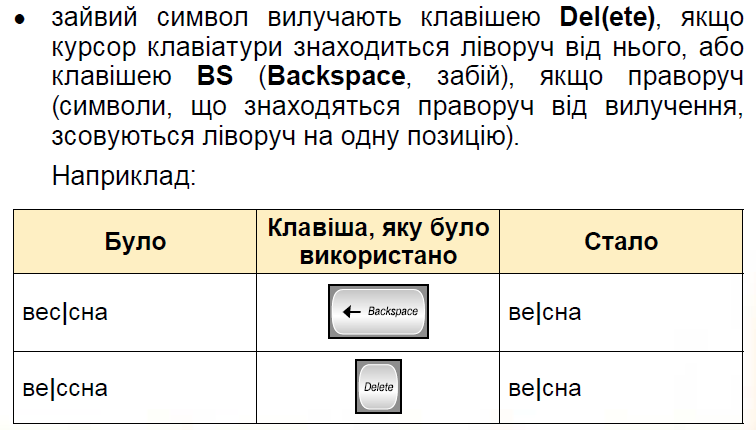 • зайвий символ вилучають клавішею Del(ete), якщо
курсор клавіатури знаходиться ліворуч від нього, або
клавішею BS (Backspace, забій), якщо праворуч
(символи, що знаходяться праворуч від вилучення,
зсовуються ліворуч на одну позицію).
Наприклад:
Було
Клавіша, яку було
використано
Стало
вес|сна
← Backspace
ве|сна
ве|ссна
Delete
ве|сна